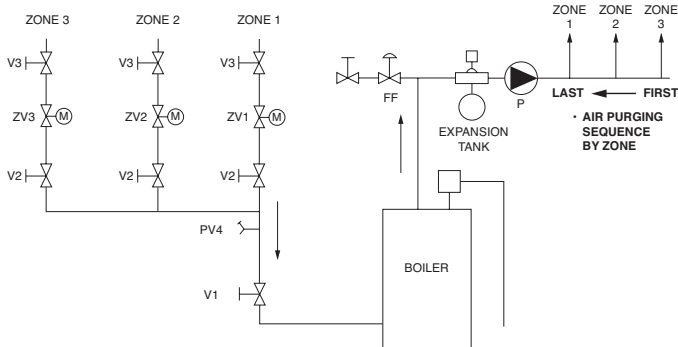 ZONE 3 ZONE 2 ZONE 1
V3 V3 V3
ZV3 M ZV2 M ZV1 M
V2 V2 V2
PV4
V1
FF
EXPANSION
TANK
P
BOILER
ZONE
1
ZONE
2
ZONE
3
LAST FIRST
· AIR PURGING
SEQUENCE
BY ZONE